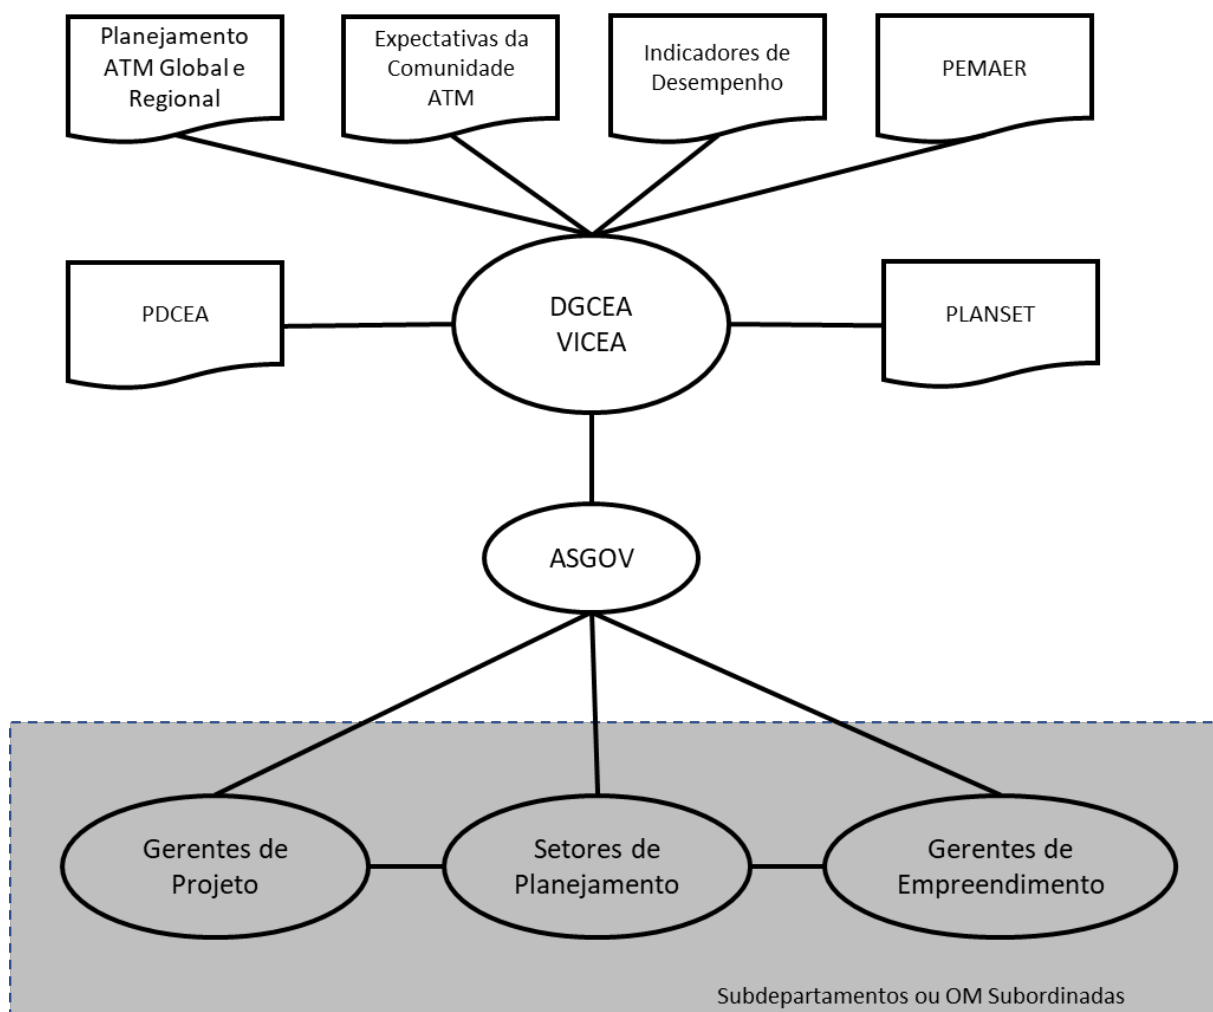 Planejamento
ATM Global e
Regional
Expectativas da
Comunidade
ATM
Indicadores de
Desempenho
PEMAER
PDCEA
DGCEA
VICEA
PLANSET
ASGOV
Gerentes de
Projeto
Setores de
Planejamento
Gerentes de
Empreendimento
Subdepartamentos ou OM Subordinadas